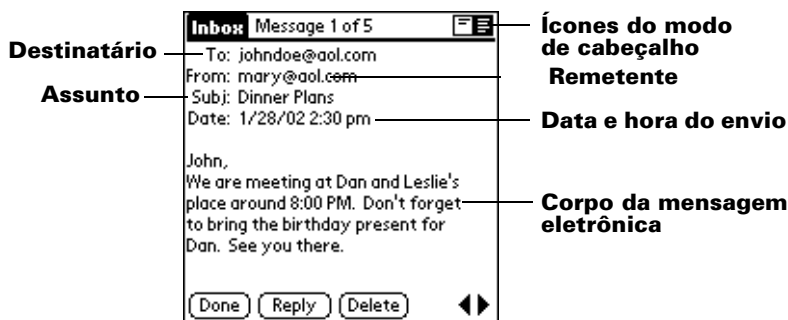 Inbox Message 1 of 5
Ícones do modo
de cabeçalho
Destinatário
To: johndoe@aol.com
From: mary@aol.com
Remetente
Assunto
Subj: Dinner Plans
Date: 1/28/02 2:30 pm
Data e hora do envio
John,
We are meeting at Dan and Leslie's
place around 8:00 PM. Don't forget
to bring the birthday present for
Dan. See you there.
Corpo da mensagem
eletrônica
Done Reply Delete